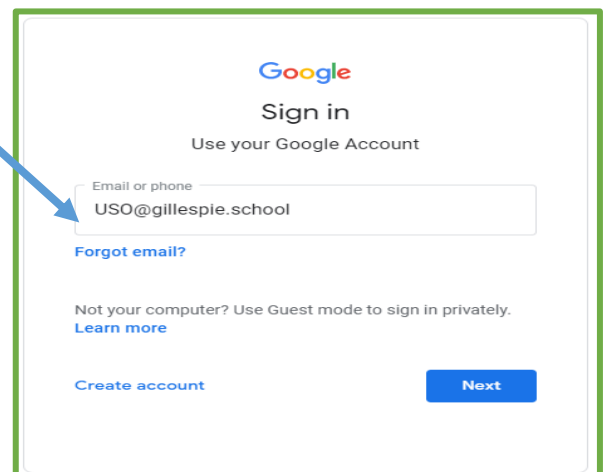 Google
Sign in
Use your Google Account
Email or phone
USO@gillespie.school
Forgot email?
Not your computer? Use Guest mode to sign in privately.
Learn more
Create account
Next